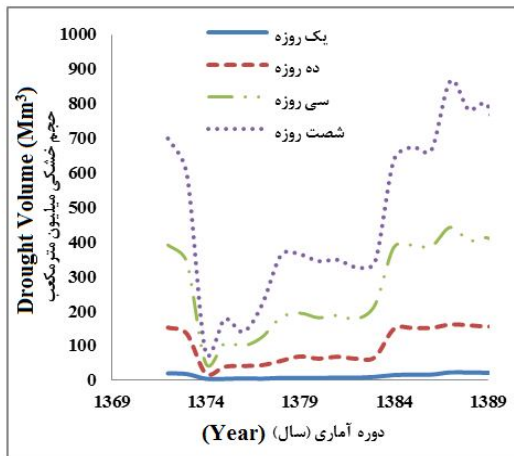 Drought Volume (Mm³)
حجم خشکی میلیون مترمکعب
1000
900
800
700
600
500
400
300
200
100
0
یک روزه
ده روزه
سی روزه
شصت روزه
1369 1374 1379 1384 1389
(Year) دوره آماری (سال)